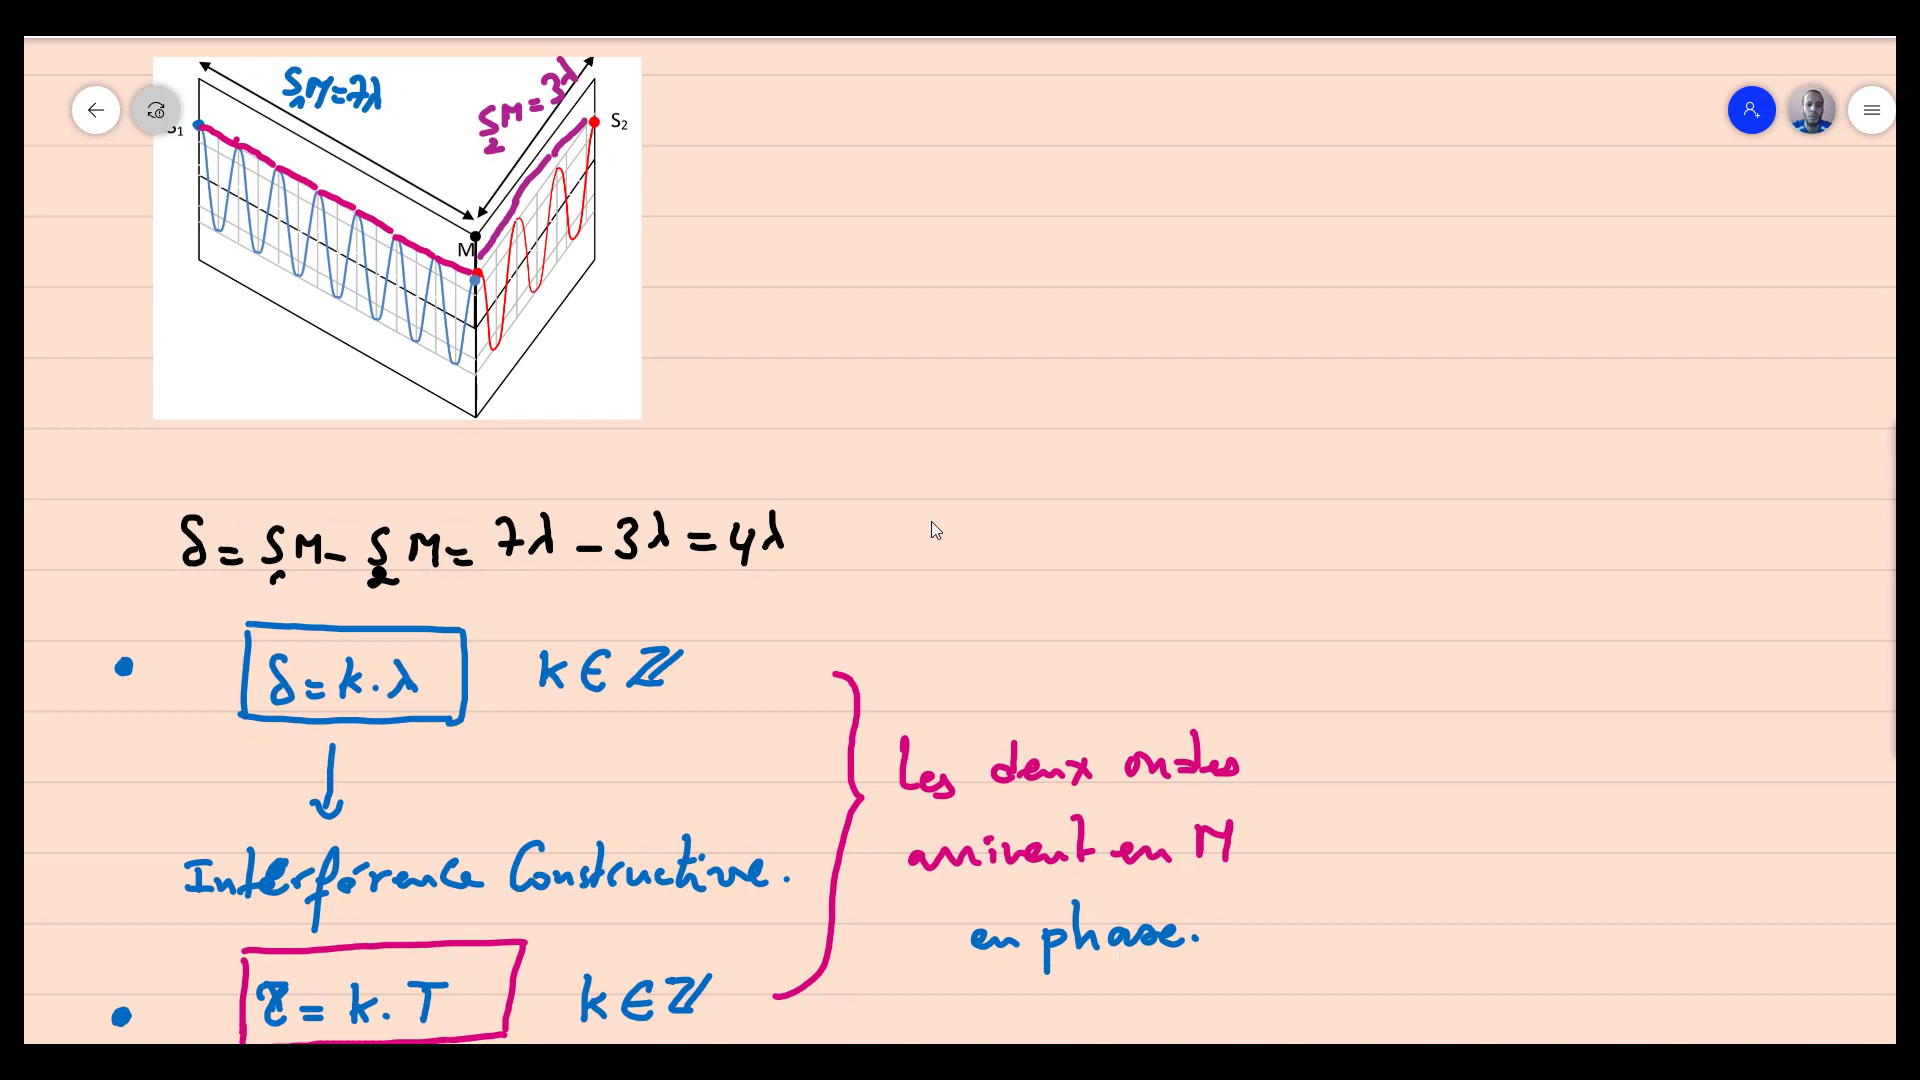 S₁M=7λ
S₂M=3λ
S₁
S₂
M
δ = S₁M - S₂M = 7λ - 3λ = 4λ
• δ = k.λ k ∈ ℤ
Les deux ondes
arrivent en M
en phase.
Interférence Constructive.
• τ = k.T k ∈ ℤ